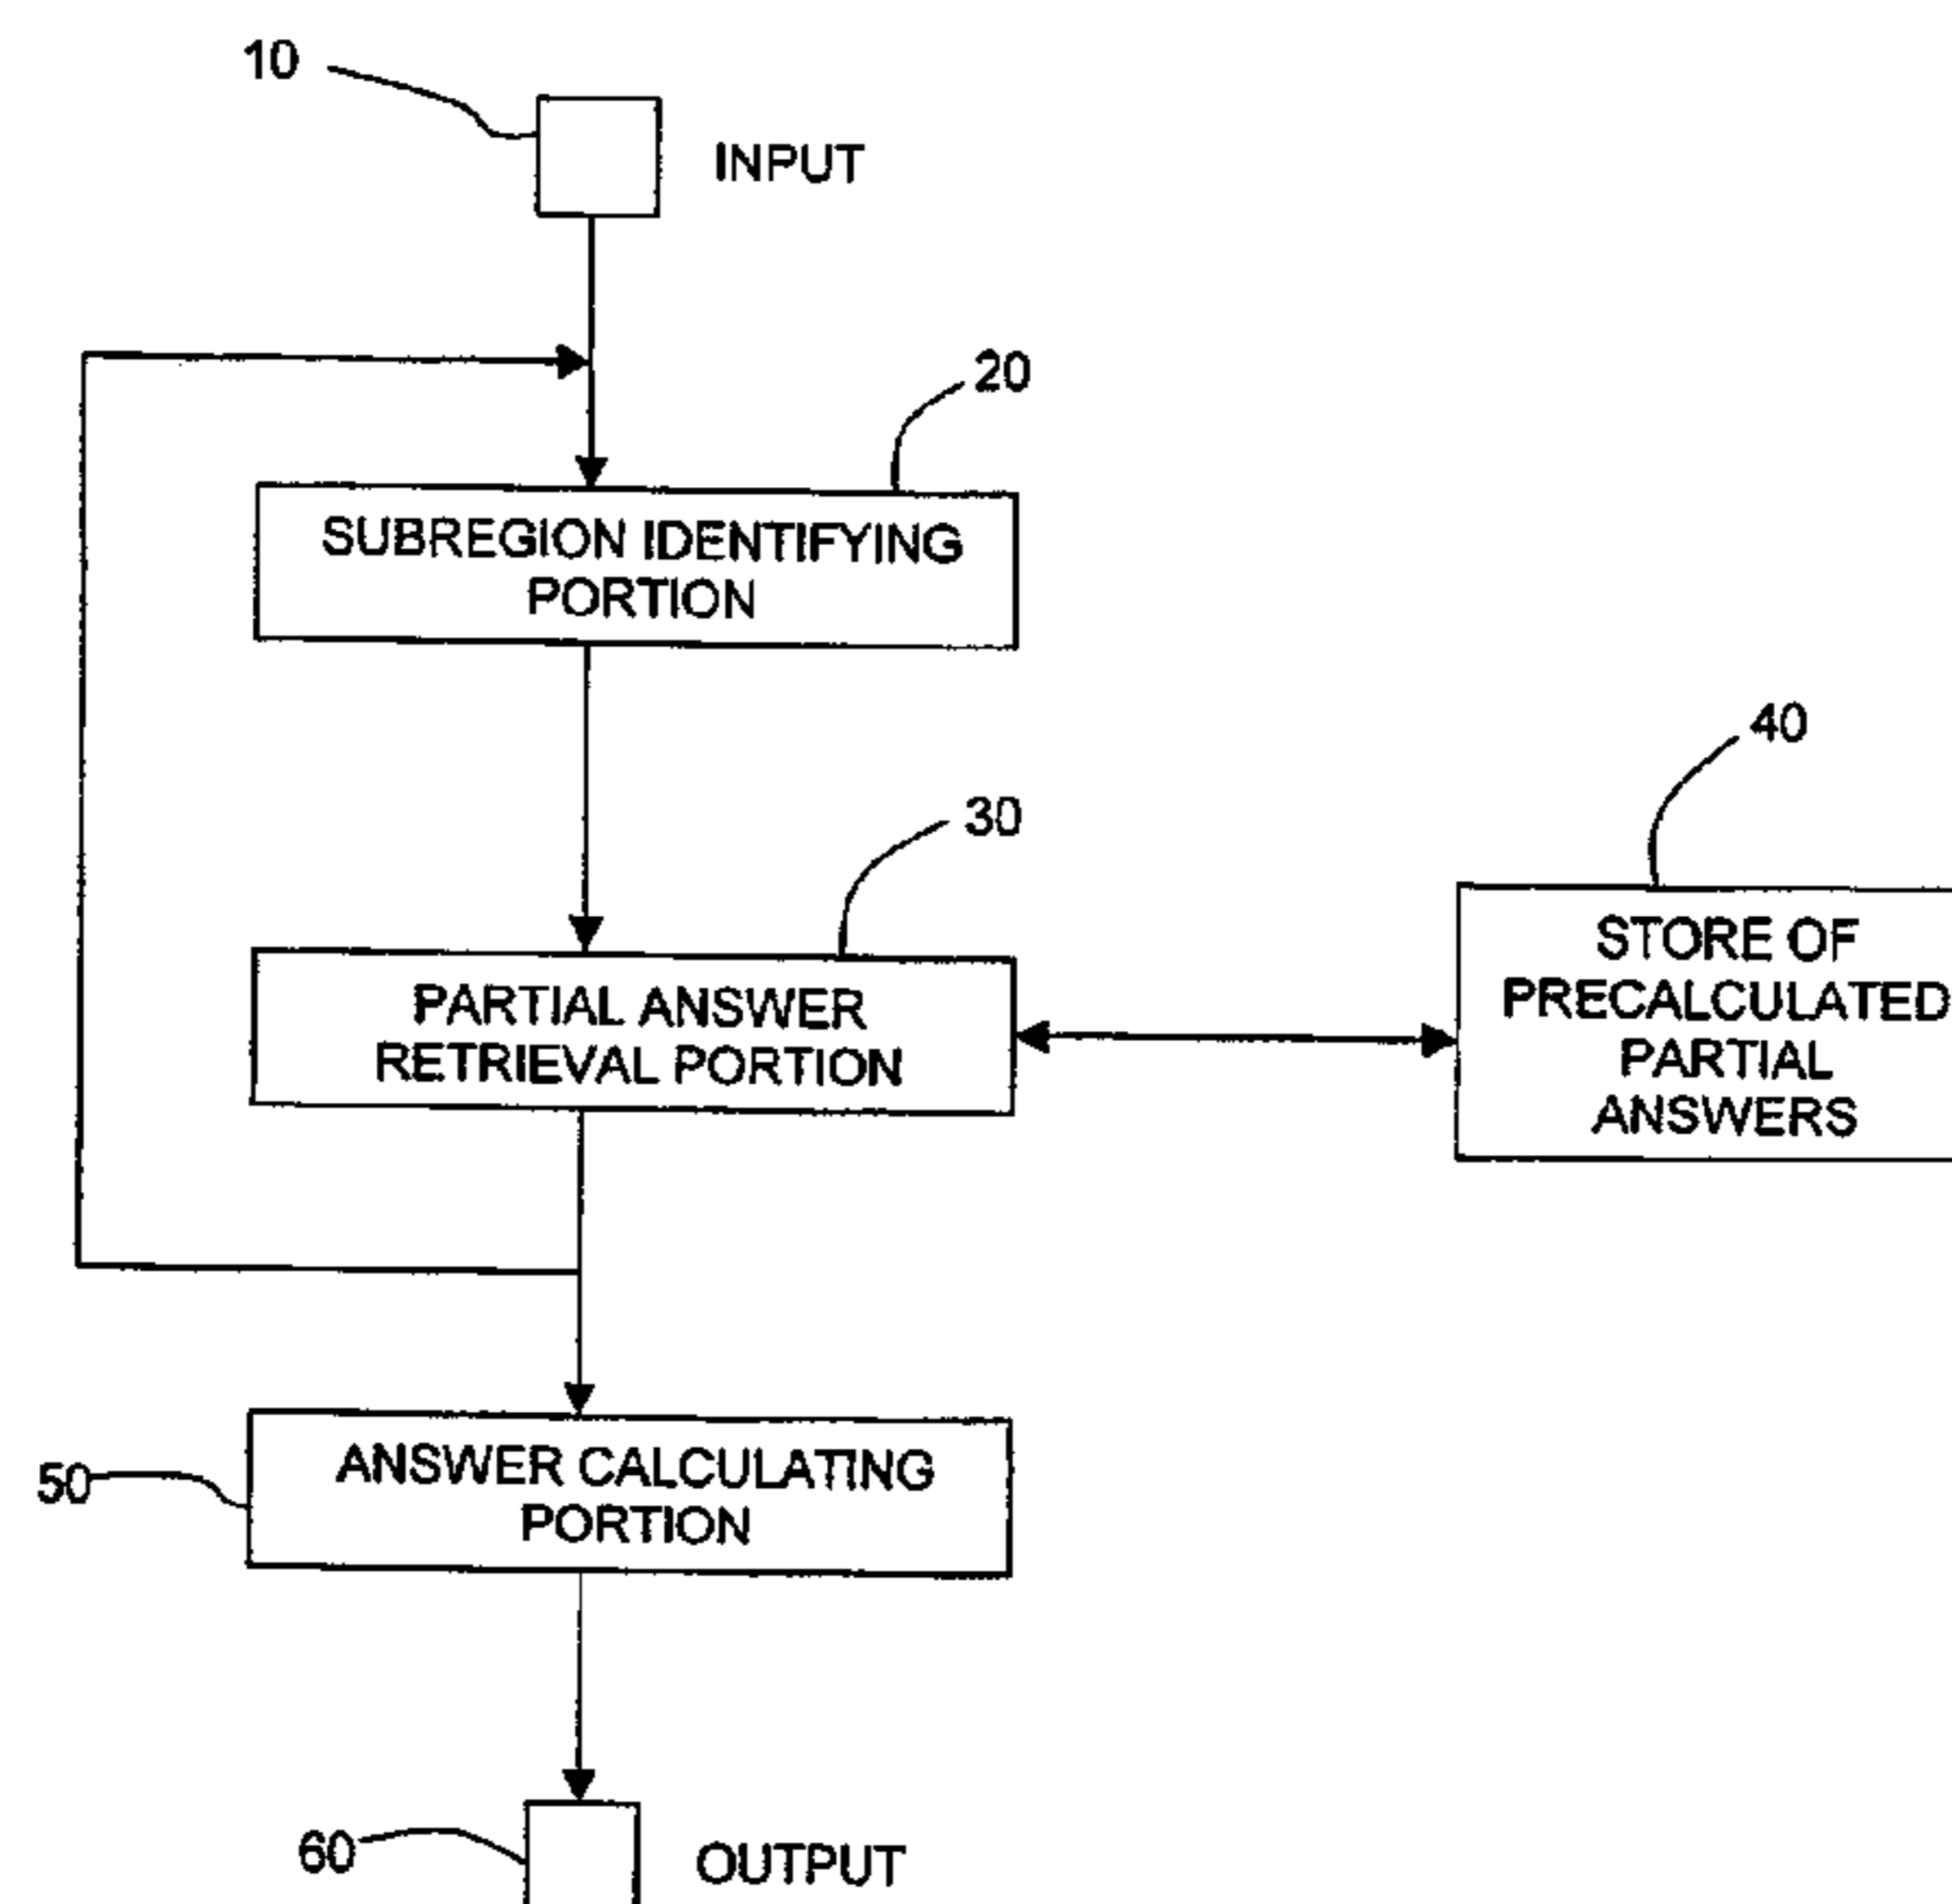 10
INPUT
20
SUBREGION IDENTIFYING
PORTION
40
30
STORE OF
PRECALCULATED
PARTIAL
ANSWERS
PARTIAL ANSWER
RETRIEVAL PORTION
50
ANSWER CALCULATING
PORTION
60
OUTPUT